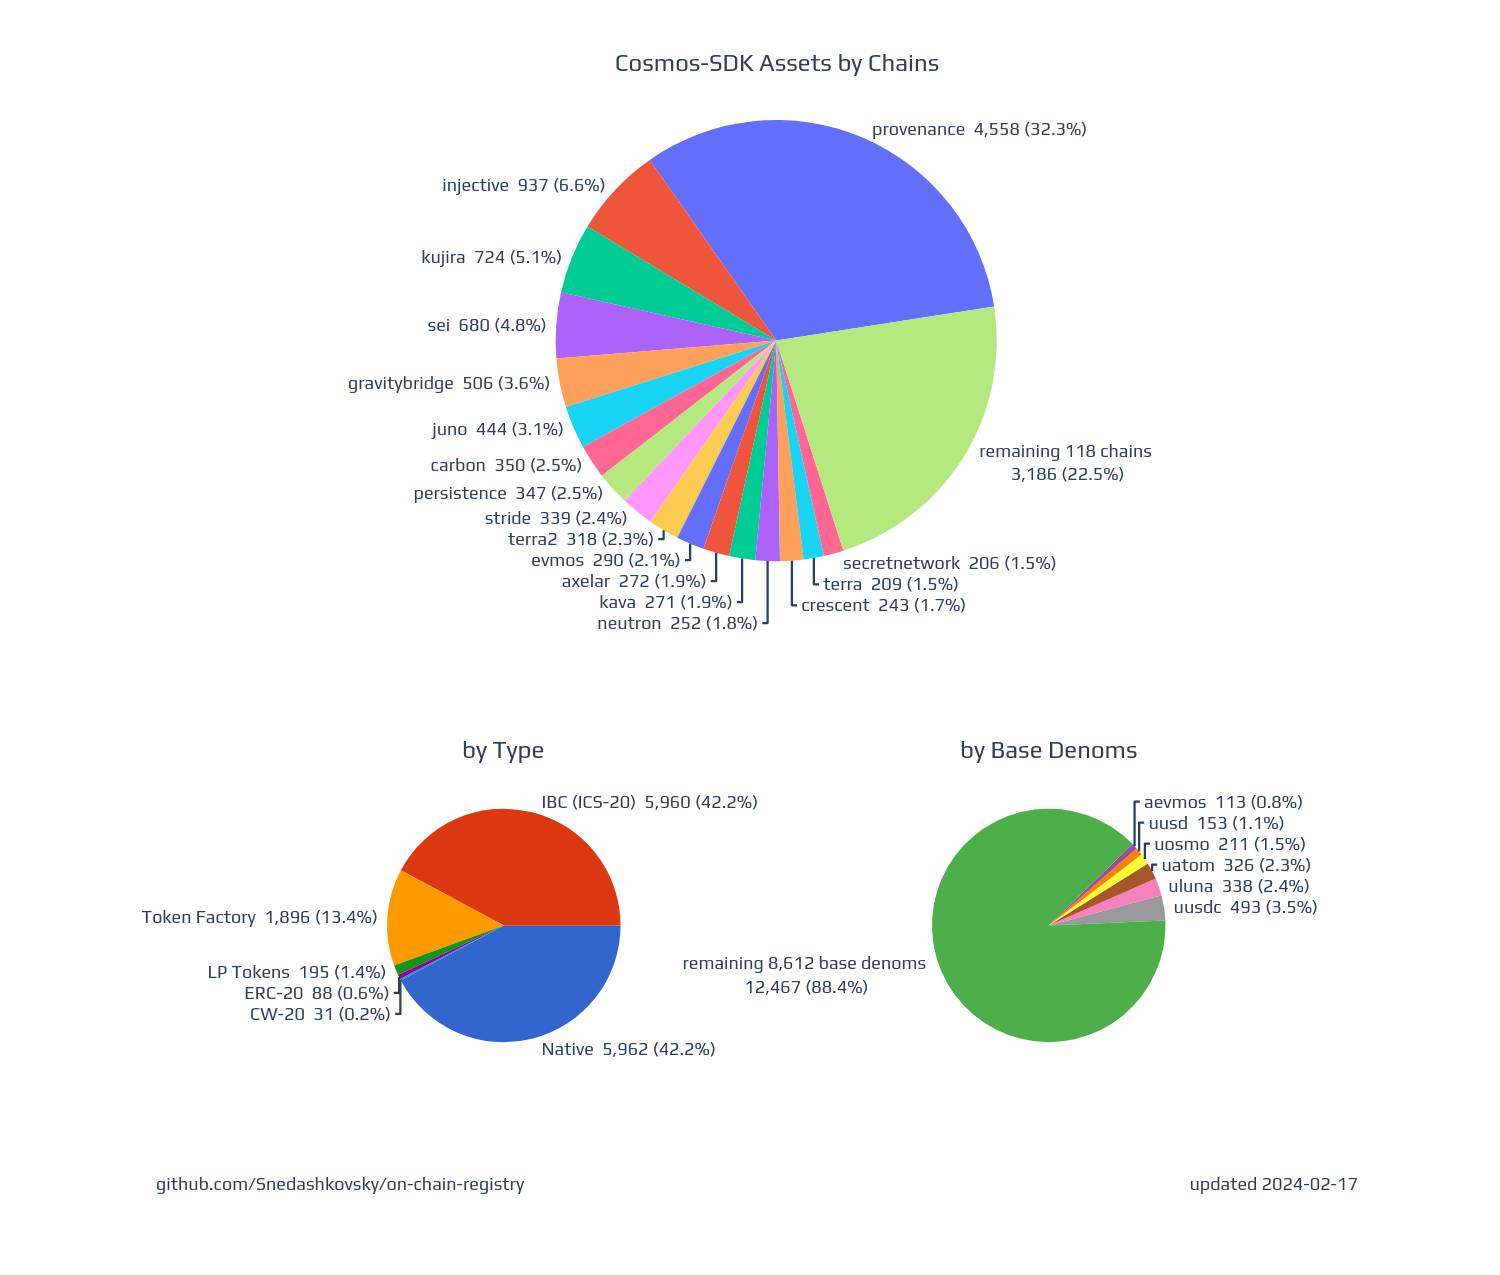 Cosmos-SDK Assets by Chains
provenance 4,558 (32.3%)
injective 937 (6.6%)
kujira 724 (5.1%)
sei 680 (4.8%)
gravitybridge 506 (3.6%)
juno 444 (3.1%)
carbon 350 (2.5%)
persistence 347 (2.5%)
stride 339 (2.4%)
terra2 318 (2.3%)
evmos 290 (2.1%)
axelar 272 (1.9%)
kava 271 (1.9%)
neutron 252 (1.8%)
remaining 118 chains
3,186 (22.5%)
secretnetwork 206 (1.5%)
terra 209 (1.5%)
crescent 243 (1.7%)
by Type
IBC (ICS-20) 5,960 (42.2%)
Token Factory 1,896 (13.4%)
LP Tokens 195 (1.4%)
ERC-20 88 (0.6%)
CW-20 31 (0.2%)
Native 5,962 (42.2%)
by Base Denoms
aevmos 113 (0.8%)
uusd 153 (1.1%)
uosmo 211 (1.5%)
uatom 326 (2.3%)
uluna 338 (2.4%)
uusdc 493 (3.5%)
remaining 8,612 base denoms
12,467 (88.4%)
github.com/Snedashkovsky/on-chain-registry
updated 2024-02-17